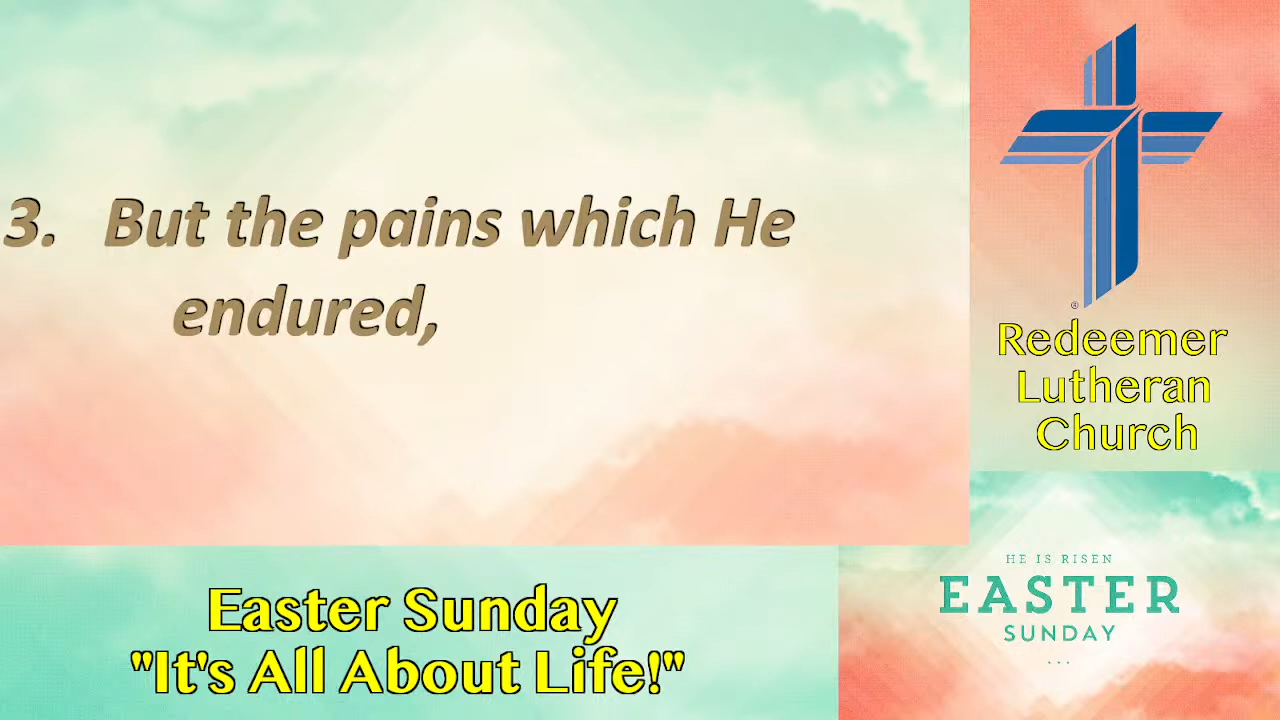 3. But the pains which He
endured,
®
Redeemer
Lutheran
Church
HE IS RISEN
EASTER
SUNDAY
Easter Sunday
"It's All About Life!"